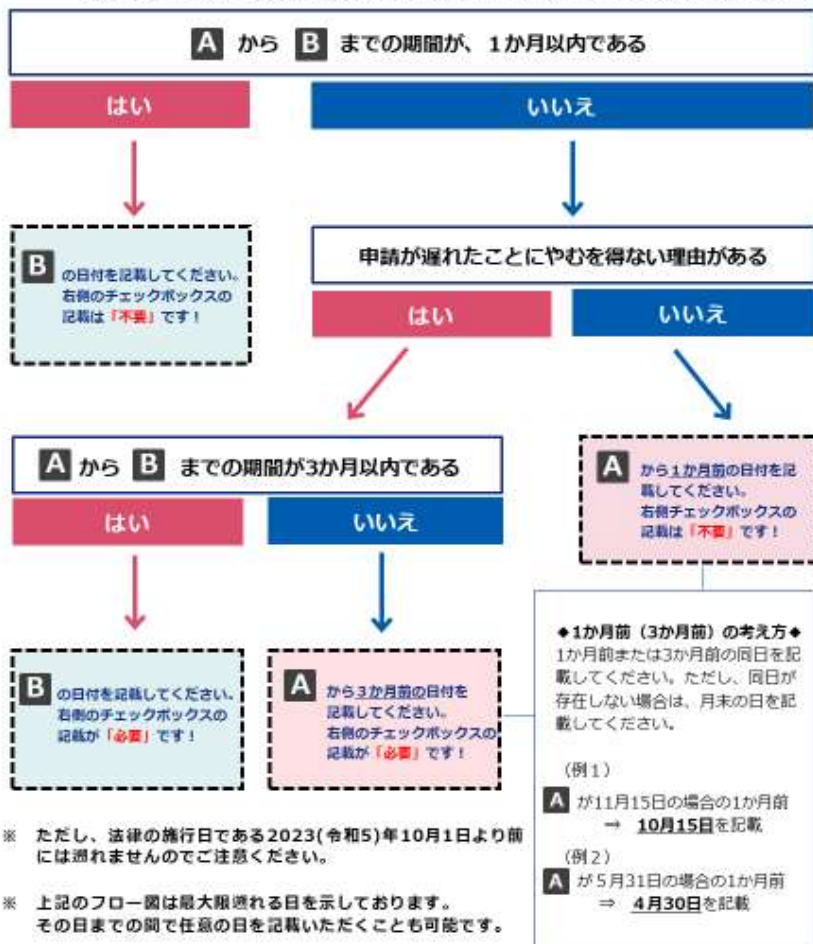 A から B までの期間が、1か月以内である
はい
いいえ
B の日付を記載してください。
右側のチェックボックスの
記載は「不要」です！
申請が遅れたことにやむを得ない理由がある
はい
いいえ
A から B までの期間が3か月以内である
はい
いいえ
A から1か月前の日付を記
載してください。
右側チェックボックスの
記載は「不要」です！
B の日付を記載してください。
右側のチェックボックスの
記載が「必要」です！
A から3か月前の日付を
記載してください。
右側のチェックボックスの
記載が「必要」です！
◆1か月前（3か月前）の考え方◆
1か月前または3か月前の同日を記
載してください。ただし、同日が
存在しない場合は、月末の日を記
載してください。
（例１）
A が11月15日の場合の1か月前
⇒ 10月15日を記載
（例２）
A が５月31日の場合の1か月前
⇒ ４月30日を記載
※ ただし、法律の施行日である2023(令和5)年10月1日より前
には遡れませんのでご注意ください。
※ 上記のフロー図は最大限遡れる日を示しております。
その日までの間で任意の日を記載いただくことも可能です。